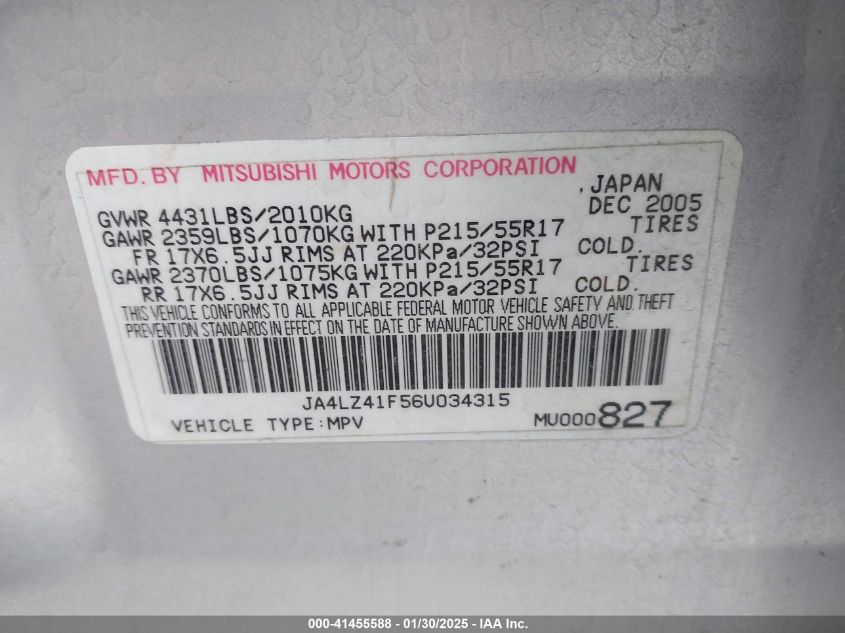 MFD. BY MITSUBISHI MOTORS CORPORATION
, JAPAN
GVWR 4431LBS/2010KG DEC 2005
GAWR 2359LBS/1070KG WITH P215/55R17 TIRES
FR 17X6.5JJ RIMS AT 220KPa/32PSI COLD.
GAWR 2370LBS/1075KG WITH P215/55R17 TIRES
RR 17X6.5JJ RIMS AT 220KPa/32PSI COLD.
THIS VEHICLE CONFORMS TO ALL APPLICABLE FEDERAL MOTOR VEHICLE SAFETY AND THEFT
PREVENTION STANDARDS IN EFFECT ON THE DATE OF MANUFACTURE SHOWN ABOVE.
JA4LZ41F56U034315
VEHICLE TYPE:MPV MU000827
000-41455588 - 01/30/2025 - IAA Inc.